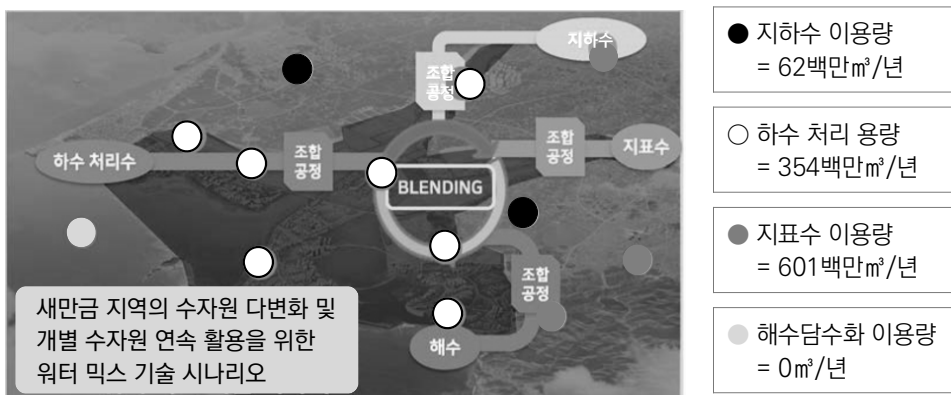 지하수
조합
공정
하수 처리수
조합
공정
조합
공정
지표수
BLENDING
조합
공정
해수
새만금 지역의 수자원 다변화 및
개별 수자원 연속 활용을 위한
워터 믹스 기술 시나리오
지하수 이용량
= 62백만㎥/년
하수 처리 용량
= 354백만㎥/년
지표수 이용량
= 601백만㎥/년
해수담수화 이용량
= 0㎥/년